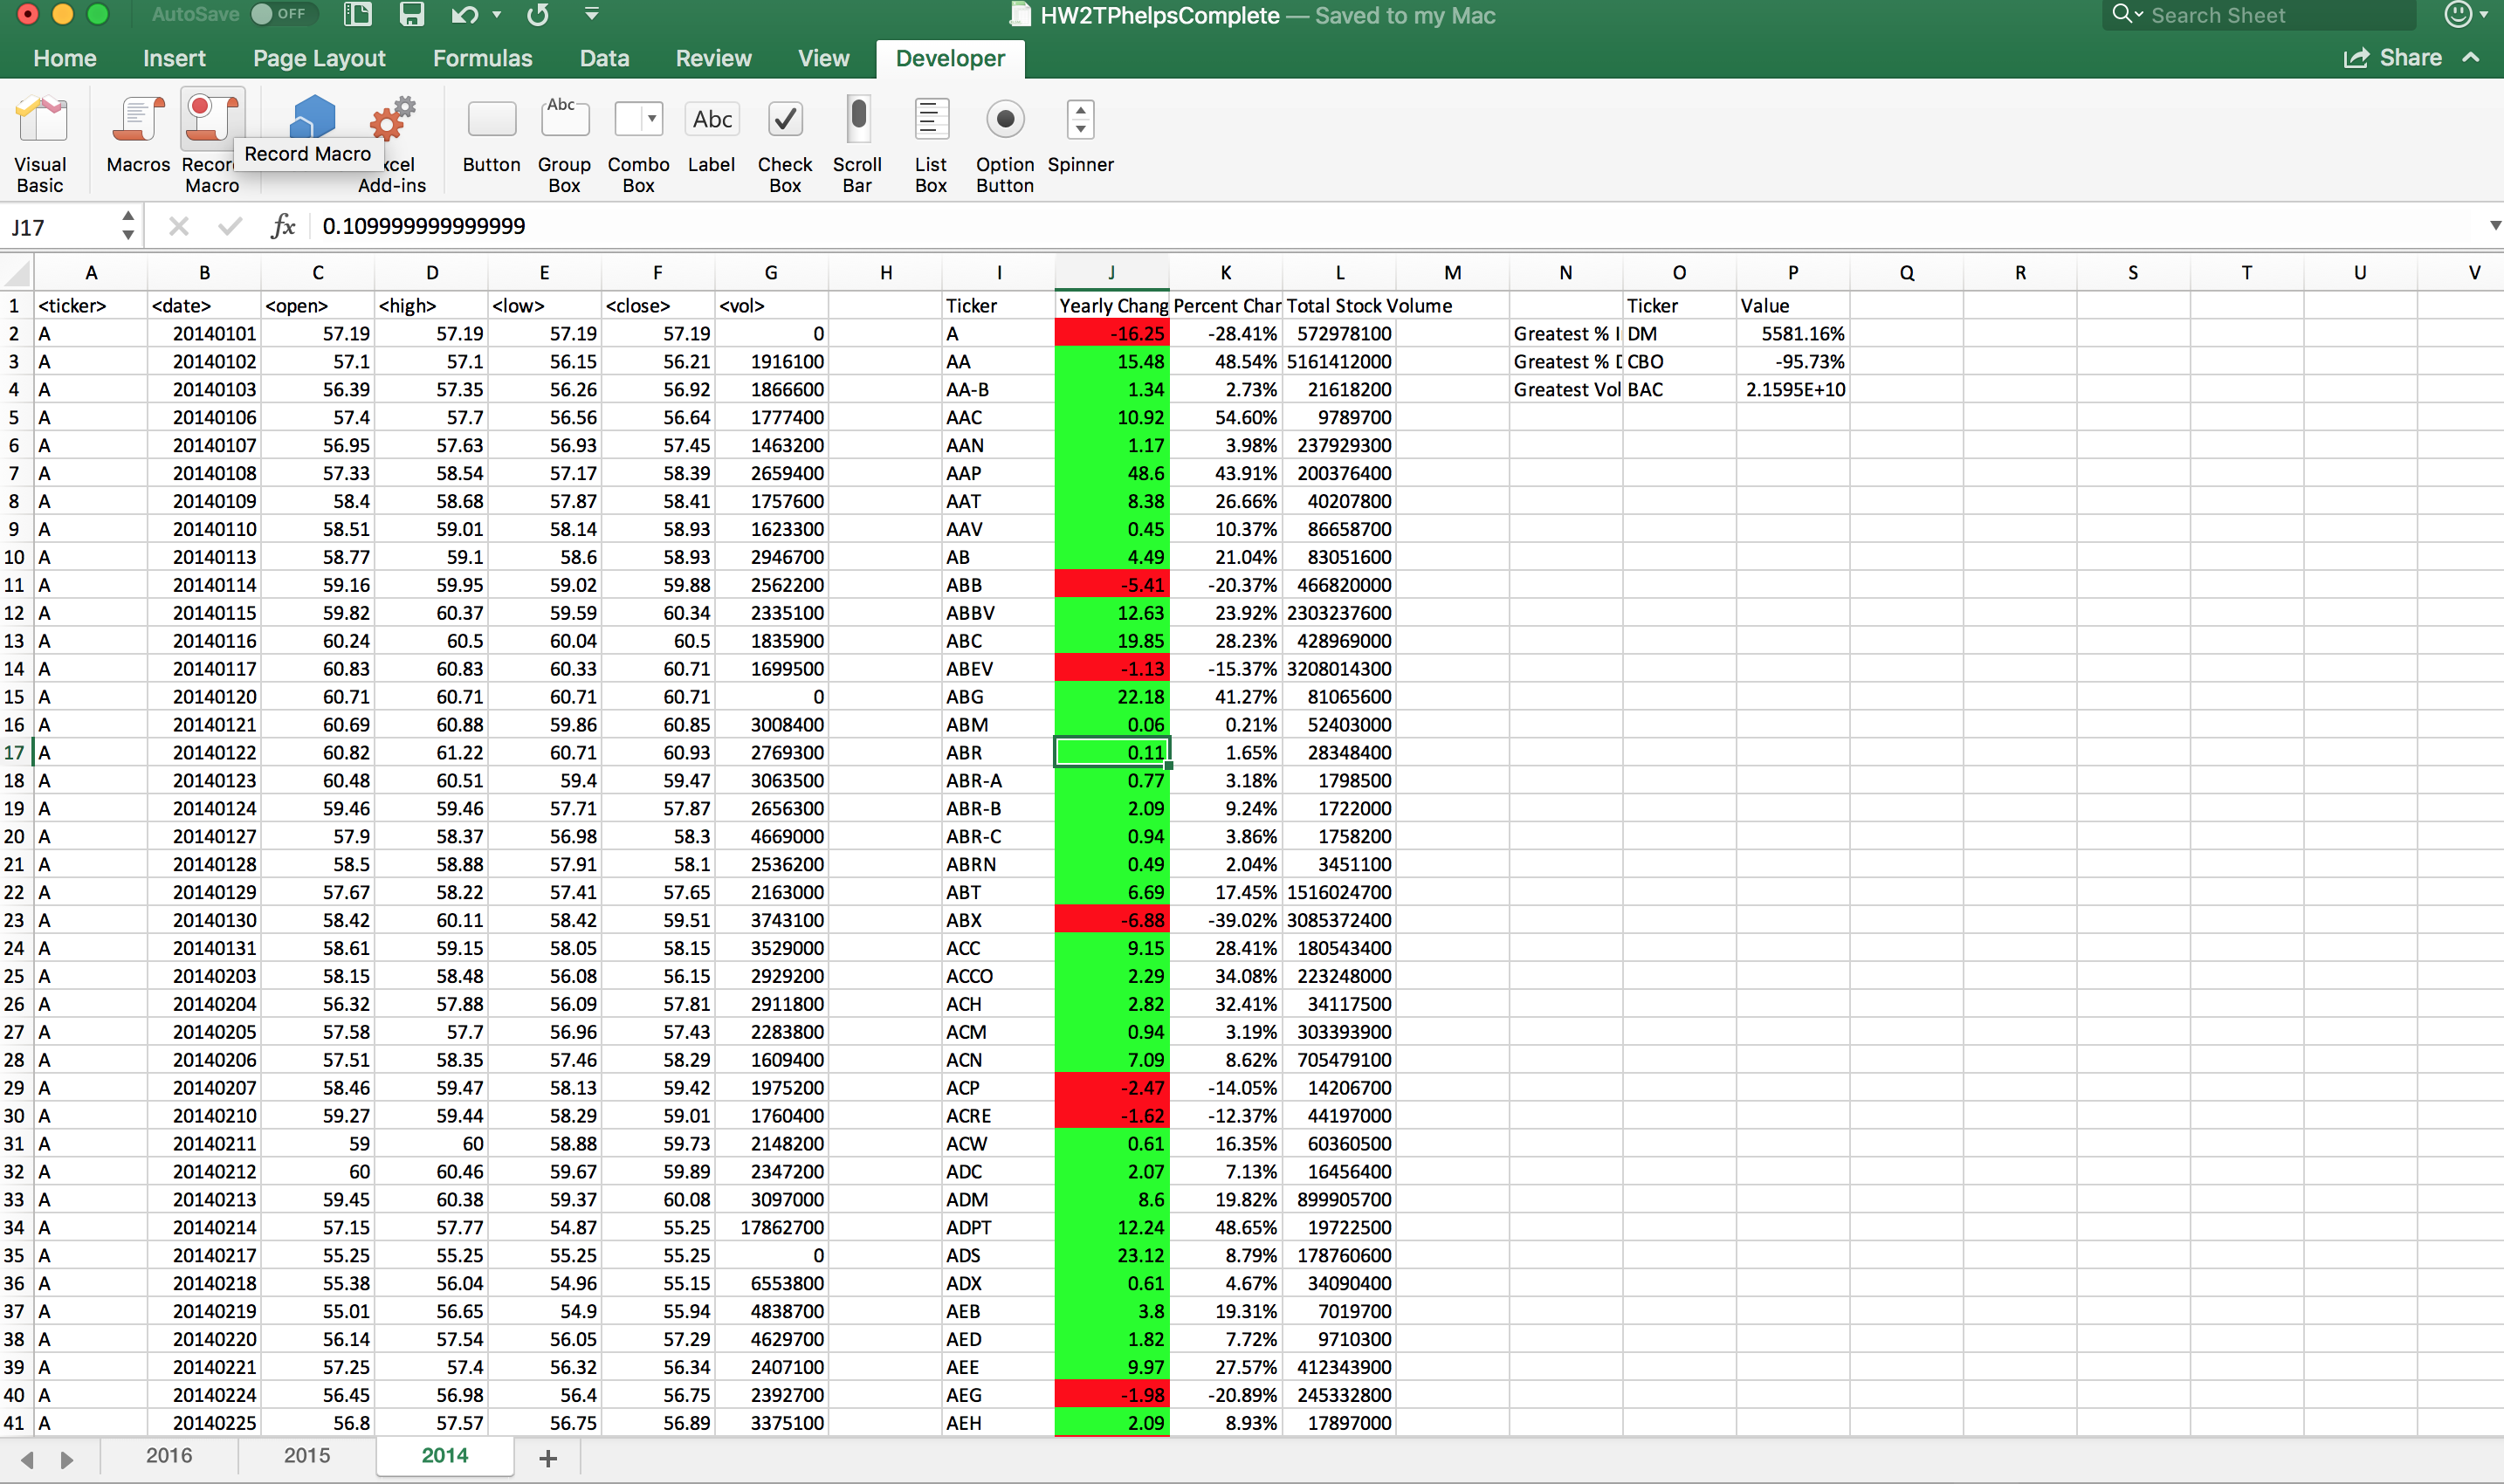 AutoSave OFF HW2TPhelpsComplete — Saved to my Mac Search Sheet
Home Insert Page Layout Formulas Data Review View Developer Share
Visual Basic Macros Record Macro Record Macro Excel Add-ins Button Abc Group Box Combo Box Abc Label Check Box Scroll Bar List Box Option Button Spinner
J17 fx 0.109999999999999
A B C D E F G H I J K L M N O P Q R S T U V
1 <ticker> <date> <open> <high> <low> <close> <vol> Ticker Yearly Chang Percent Char Total Stock Volume Ticker Value
2 A 20140101 57.19 57.19 57.19 57.19 0 A -16.25 -28.41% 572978100 Greatest % I DM 5581.16%
3 A 20140102 57.1 57.1 56.15 56.21 1916100 AA 15.48 48.54% 5161412000 Greatest % D CBO -95.73%
4 A 20140103 56.39 57.35 56.26 56.92 1866600 AA-B 1.34 2.73% 21618200 Greatest Vol BAC 2.1595E+10
5 A 20140106 57.4 57.7 56.56 56.64 1777400 AAC 10.92 54.60% 9789700
6 A 20140107 56.95 57.63 56.93 57.45 1463200 AAN 1.17 3.98% 237929300
7 A 20140108 57.33 58.54 57.17 58.39 2659400 AAP 48.6 43.91% 200376400
8 A 20140109 58.4 58.68 57.87 58.41 1757600 AAT 8.38 26.66% 40207800
9 A 20140110 58.51 59.01 58.14 58.93 1623300 AAV 0.45 10.37% 86658700
10 A 20140113 58.77 59.1 58.6 58.93 2946700 AB 4.49 21.04% 83051600
11 A 20140114 59.16 59.95 59.02 59.88 2562200 ABB -5.41 -20.37% 466820000
12 A 20140115 59.82 60.37 59.59 60.34 2335100 ABBV 12.63 23.92% 2303237600
13 A 20140116 60.24 60.5 60.04 60.5 1835900 ABC 19.85 28.23% 428969000
14 A 20140117 60.83 60.83 60.33 60.71 1699500 ABEV -1.13 -15.37% 3208014300
15 A 20140120 60.71 60.71 60.71 60.71 0 ABG 22.18 41.27% 81065600
16 A 20140121 60.69 60.88 59.86 60.85 3008400 ABM 0.06 0.21% 52403000
17 A 20140122 60.82 61.22 60.71 60.93 2769300 ABR 0.11 1.65% 28348400
18 A 20140123 60.48 60.51 59.4 59.47 3063500 ABR-A 0.77 3.18% 1798500
19 A 20140124 59.46 59.46 57.71 57.87 2656300 ABR-B 2.09 9.24% 1722000
20 A 20140127 57.9 58.37 56.98 58.3 4669000 ABR-C 0.94 3.86% 1758200
21 A 20140128 58.5 58.88 57.91 58.1 2536200 ABRN 0.49 2.04% 3451100
22 A 20140129 57.67 58.22 57.41 57.65 2163000 ABT 6.69 17.45% 1516024700
23 A 20140130 58.42 60.11 58.42 59.51 3743100 ABX -6.88 -39.02% 3085372400
24 A 20140131 58.61 59.15 58.05 58.15 3529000 ACC 9.15 28.41% 180543400
25 A 20140203 58.15 58.48 56.08 56.15 2929200 ACCO 2.29 34.08% 223248000
26 A 20140204 56.32 57.88 56.09 57.81 2911800 ACH 2.82 32.41% 34117500
27 A 20140205 57.58 57.7 56.96 57.43 2283800 ACM 0.94 3.19% 303393900
28 A 20140206 57.51 58.35 57.46 58.29 1609400 ACN 7.09 8.62% 705479100
29 A 20140207 58.46 59.47 58.13 59.42 1975200 ACP -2.47 -14.05% 14206700
30 A 20140210 59.27 59.44 58.29 59.01 1760400 ACRE -1.62 -12.37% 44197000
31 A 20140211 59 60 58.88 59.73 2148200 ACW 0.61 16.35% 60360500
32 A 20140212 60 60.46 59.67 59.89 2347200 ADC 2.07 7.13% 16456400
33 A 20140213 59.45 60.38 59.37 60.08 3097000 ADM 8.6 19.82% 899905700
34 A 20140214 57.15 57.77 54.87 55.25 17862700 ADPT 12.24 48.65% 19722500
35 A 20140217 55.25 55.25 55.25 55.25 0 ADS 23.12 8.79% 178760600
36 A 20140218 55.38 56.04 54.96 55.15 6553800 ADX 0.61 4.67% 34090400
37 A 20140219 55.01 56.65 54.9 55.94 4838700 AEB 3.8 19.31% 7019700
38 A 20140220 56.14 57.54 56.05 57.29 4629700 AED 1.82 7.72% 9710300
39 A 20140221 57.25 57.4 56.32 56.34 2407100 AEE 9.97 27.57% 412343900
40 A 20140224 56.45 56.98 56.4 56.75 2392700 AEG -1.98 -20.89% 245332800
41 A 20140225 56.8 57.57 56.75 56.89 3375100 AEH 2.09 8.93% 17897000
2016 2015 2014 +